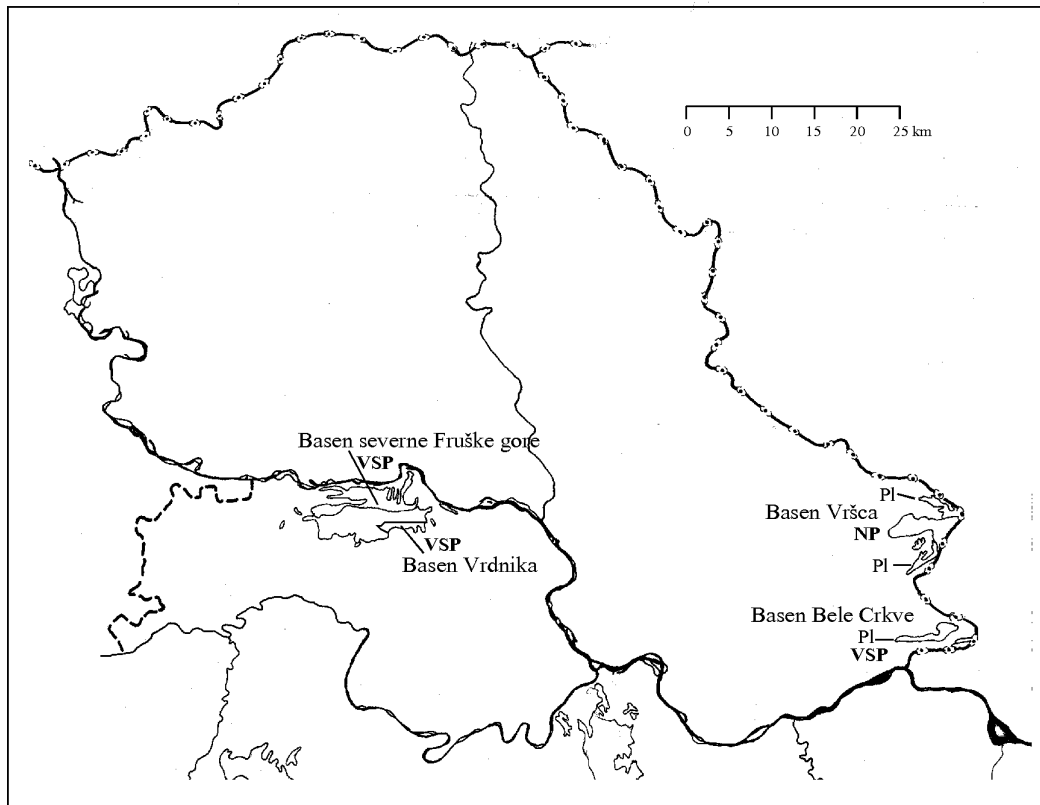 0 5 10 15 20 25 km
Basen severne Fruške gore
VSP
VSP
Basen Vrdnika
Pl
Basen Vršca
NP
Pl
Basen Bele Crkve
Pl
VSP